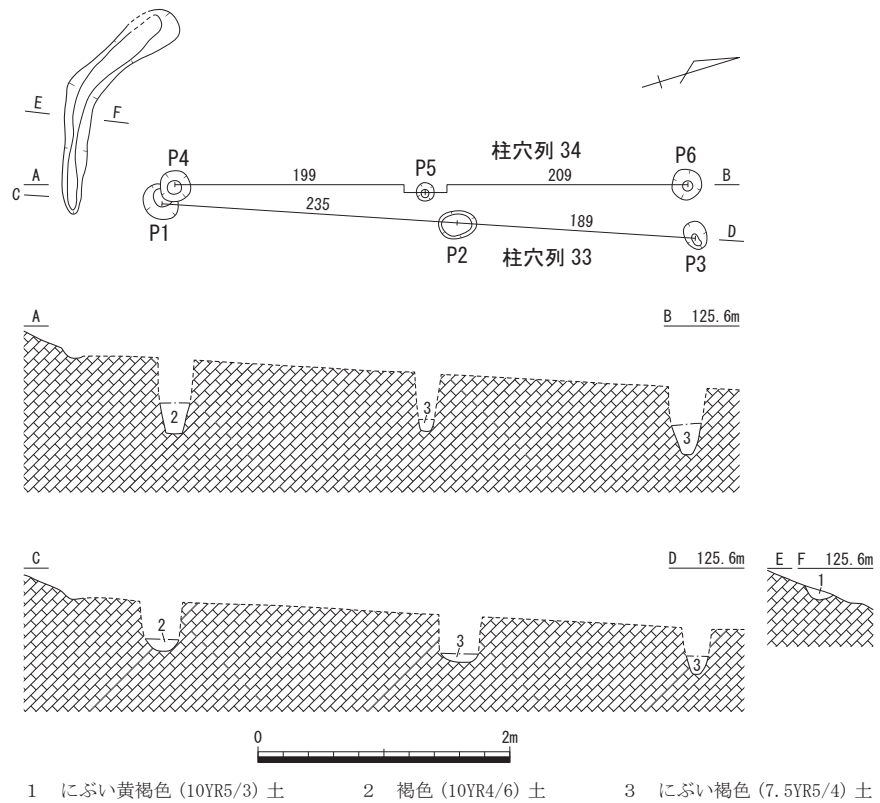 E
F
柱穴列 34
P4
P5
P6
A
199
209
B
C
235
189
D
P1
P2
柱穴列 33
P3
A
B 125.6m
2
3
3
C
D 125.6m
E F 125.6m
1
2
3
3
0
2m
1 にぶい黄褐色 (10YR5/3) 土 2 褐色 (10YR4/6) 土 3 にぶい褐色 (7.5YR5/4) 土